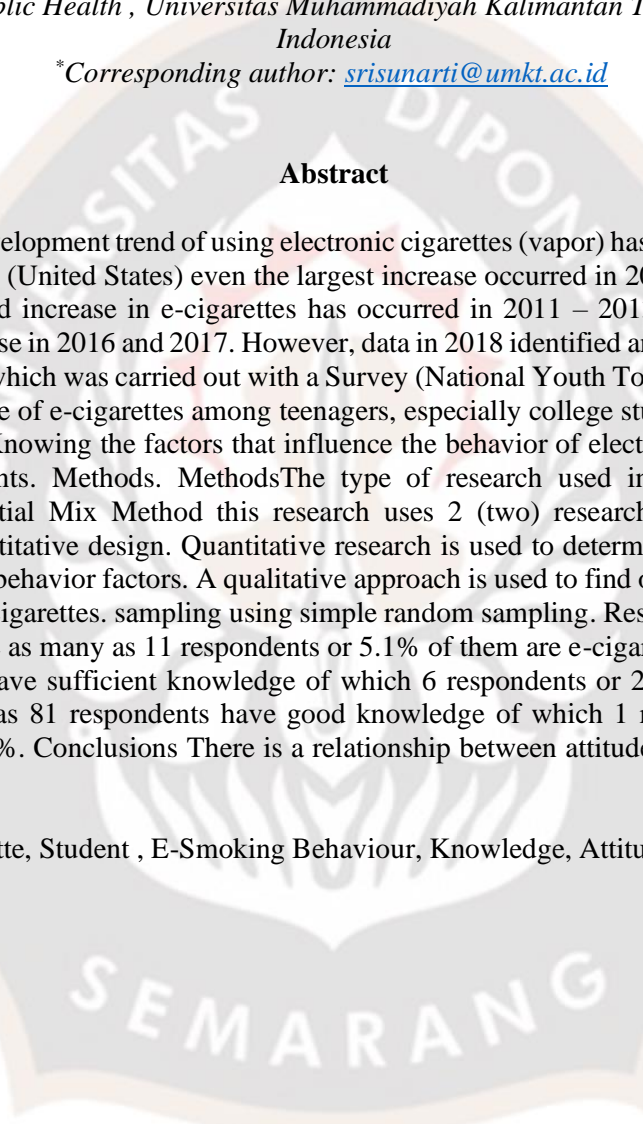 blic Health , Universitas Muhammadiyah Kalimantan T
Indonesia
*Corresponding author: srisunarti@umkt.ac.id
Abstract
elopment trend of using electronic cigarettes (vapor) has
(United States) even the largest increase occurred in 20
d increase in e-cigarettes has occurred in 2011 – 201
se in 2016 and 2017. However, data in 2018 identified a
which was carried out with a Survey (National Youth To
e of e-cigarettes among teenagers, especially college stu
Knowing the factors that influence the behavior of elect
nts. Methods. MethodsThe type of research used in
tial Mix Method this research uses 2 (two) research
titative design. Quantitative research is used to determ
behavior factors. A qualitative approach is used to find o
igarettes. sampling using simple random sampling. Res
as many as 11 respondents or 5.1% of them are e-cigar
ave sufficient knowledge of which 6 respondents or 2
as 81 respondents have good knowledge of which 1 r
%. Conclusions There is a relationship between attitude
tte, Student , E-Smoking Behaviour, Knowledge, Attitu
UNIVERSITAS DIPONE
SEMARANG